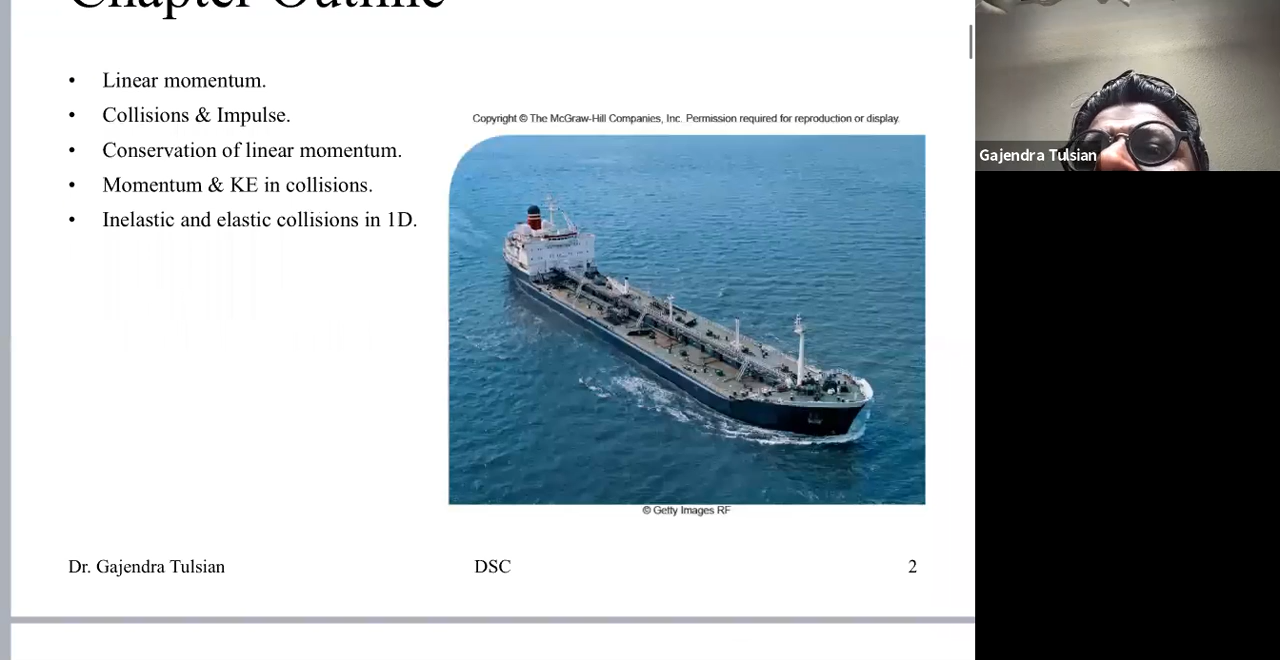 Chapter Outline
• Linear momentum.
• Collisions & Impulse.
• Conservation of linear momentum.
• Momentum & KE in collisions.
• Inelastic and elastic collisions in 1D.
Copyright © The McGraw-Hill Companies, Inc. Permission required for reproduction or display.
© Getty Images RF
Dr. Gajendra Tulsian
DSC
2
Gajendra Tulsian